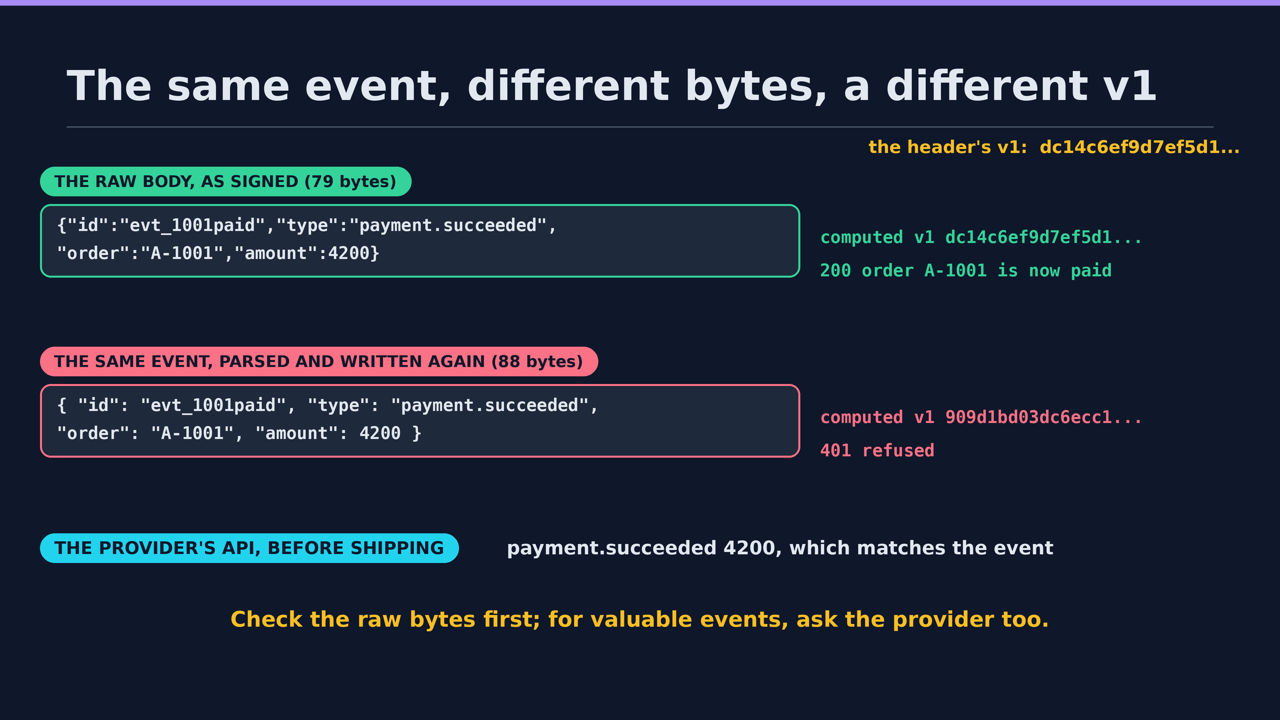 The same event, different bytes, a different v1
the header's v1: dc14c6ef9d7ef5d1...
THE RAW BODY, AS SIGNED (79 bytes)
{"id":"evt_1001paid","type":"payment.succeeded",
"order":"A-1001","amount":4200}
computed v1 dc14c6ef9d7ef5d1...
200 order A-1001 is now paid
THE SAME EVENT, PARSED AND WRITTEN AGAIN (88 bytes)
{ "id": "evt_1001paid", "type": "payment.succeeded",
"order": "A-1001", "amount": 4200 }
computed v1 909d1bd03dc6ecc1...
401 refused
THE PROVIDER'S API, BEFORE SHIPPING
payment.succeeded 4200, which matches the event
Check the raw bytes first; for valuable events, ask the provider too.